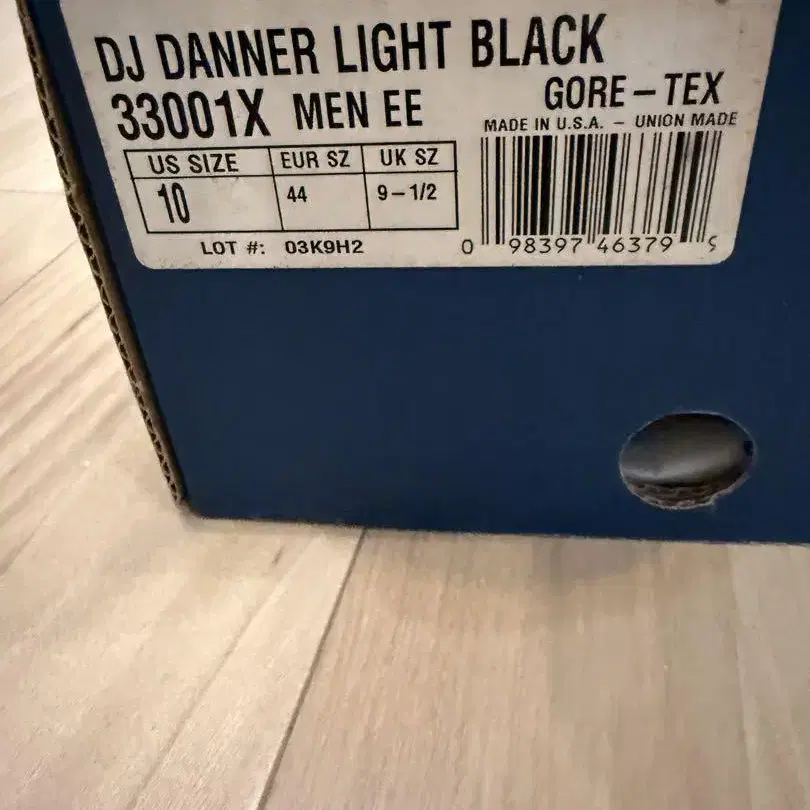 DJ DANNER LIGHT BLACK
33001X MEN EE
GORE-TEX
MADE IN U.S.A. - UNION MADE
US SIZE EUR SZ UK SZ
10 44 9-1/2
LOT #: 03K9H2
0 98397 46379